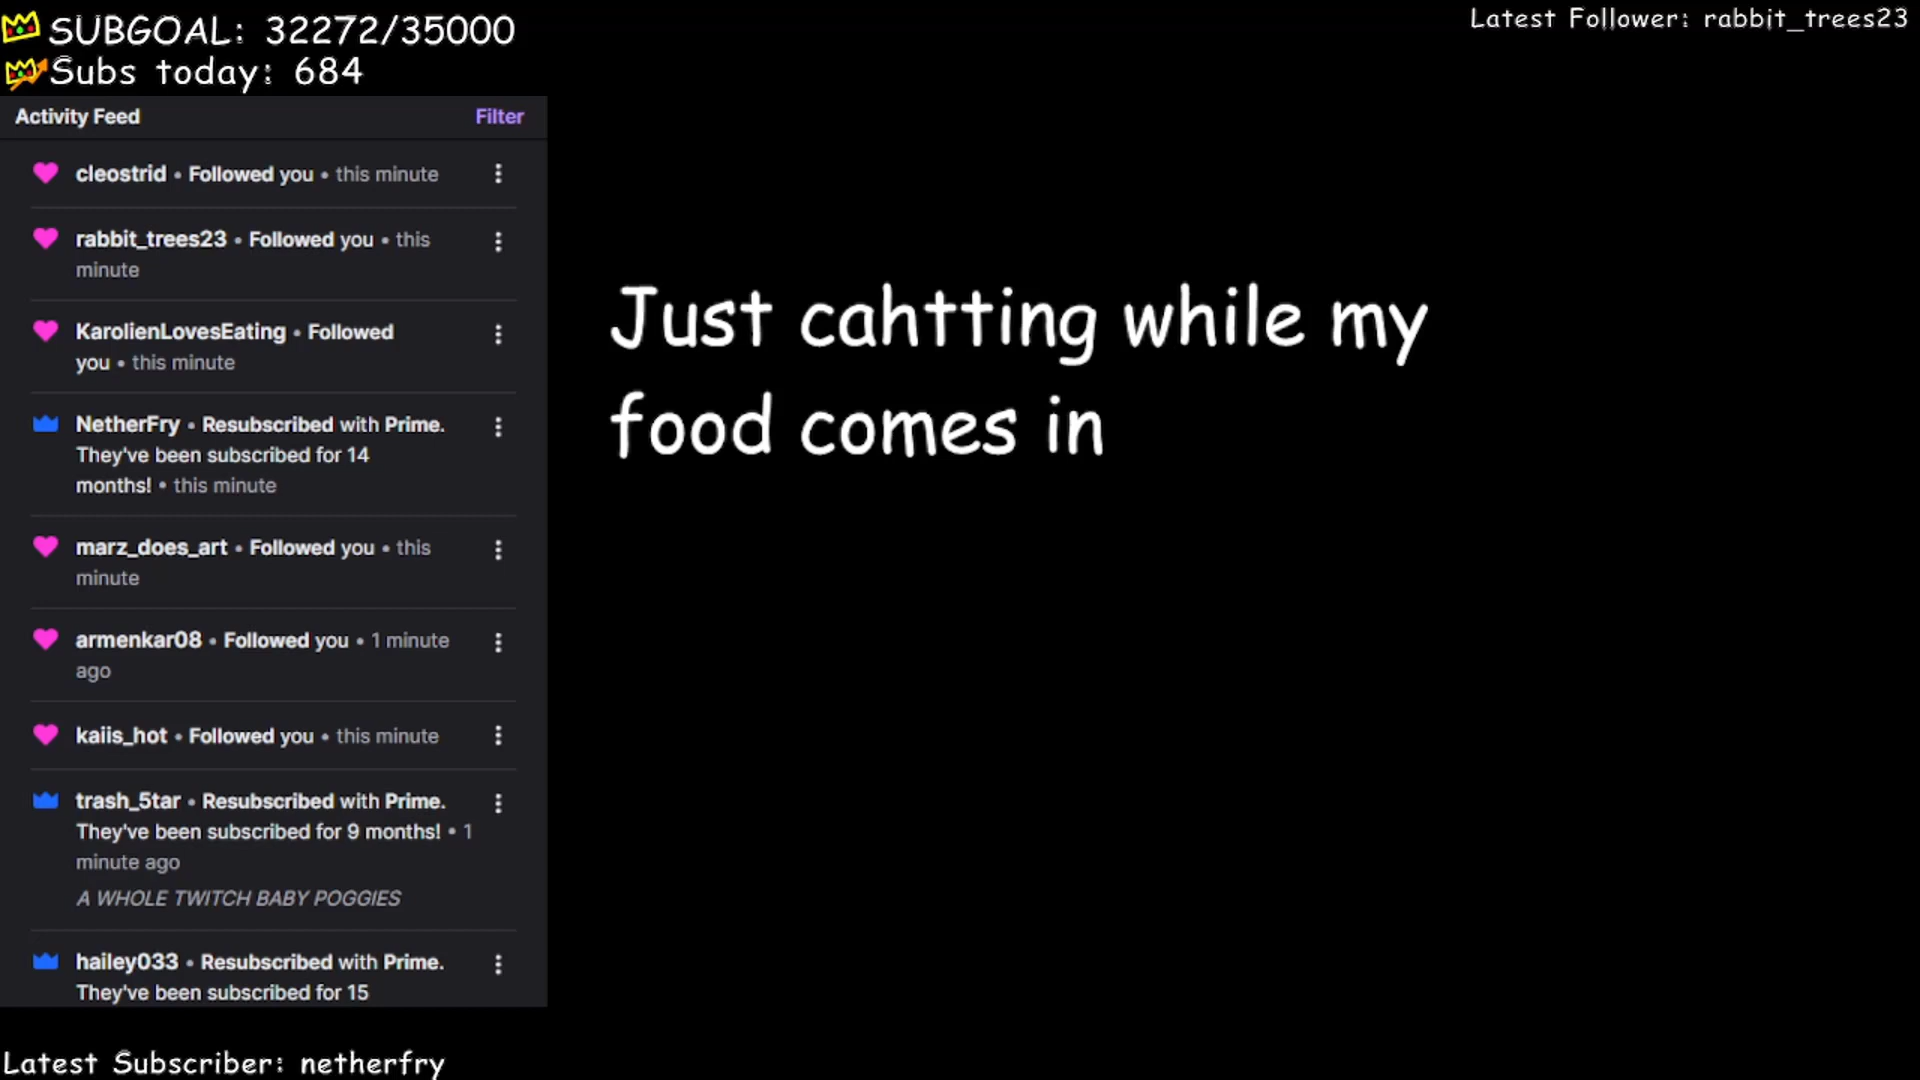 SUBGOAL: 32272/35000
Subs today: 684
Latest Follower: rabbit_trees23
Activity Feed
Filter
cleostrid • Followed you • this minute
rabbit_trees23 • Followed you • this
minute
KarolienLovesEating • Followed
you • this minute
NetherFry • Resubscribed with Prime.
They've been subscribed for 14
months! • this minute
marz_does_art • Followed you • this
minute
armenkar08 • Followed you • 1 minute
ago
kaiis_hot • Followed you • this minute
trash_5tar • Resubscribed with Prime.
They've been subscribed for 9 months! • 1
minute ago
A WHOLE TWITCH BABY POGGIES
hailey033 • Resubscribed with Prime.
They've been subscribed for 15
Just cahtting while my
food comes in
Latest Subscriber: netherfry